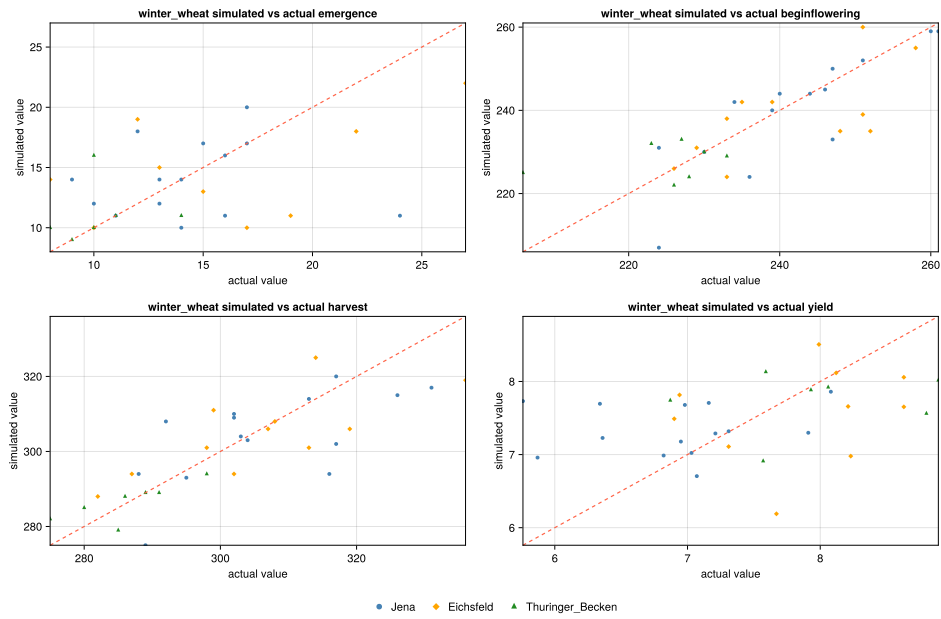 winter_wheat simulated vs actual emergence
simulated value
25
20
15
10
10 15 20 25
actual value
winter_wheat simulated vs actual beginflowering
simulated value
260
240
220
220 240 260
actual value
winter_wheat simulated vs actual harvest
simulated value
320
300
280
280 300 320
actual value
winter_wheat simulated vs actual yield
simulated value
8
7
6
6 7 8
actual value
Jena Eichsfeld Thuringer_Becken